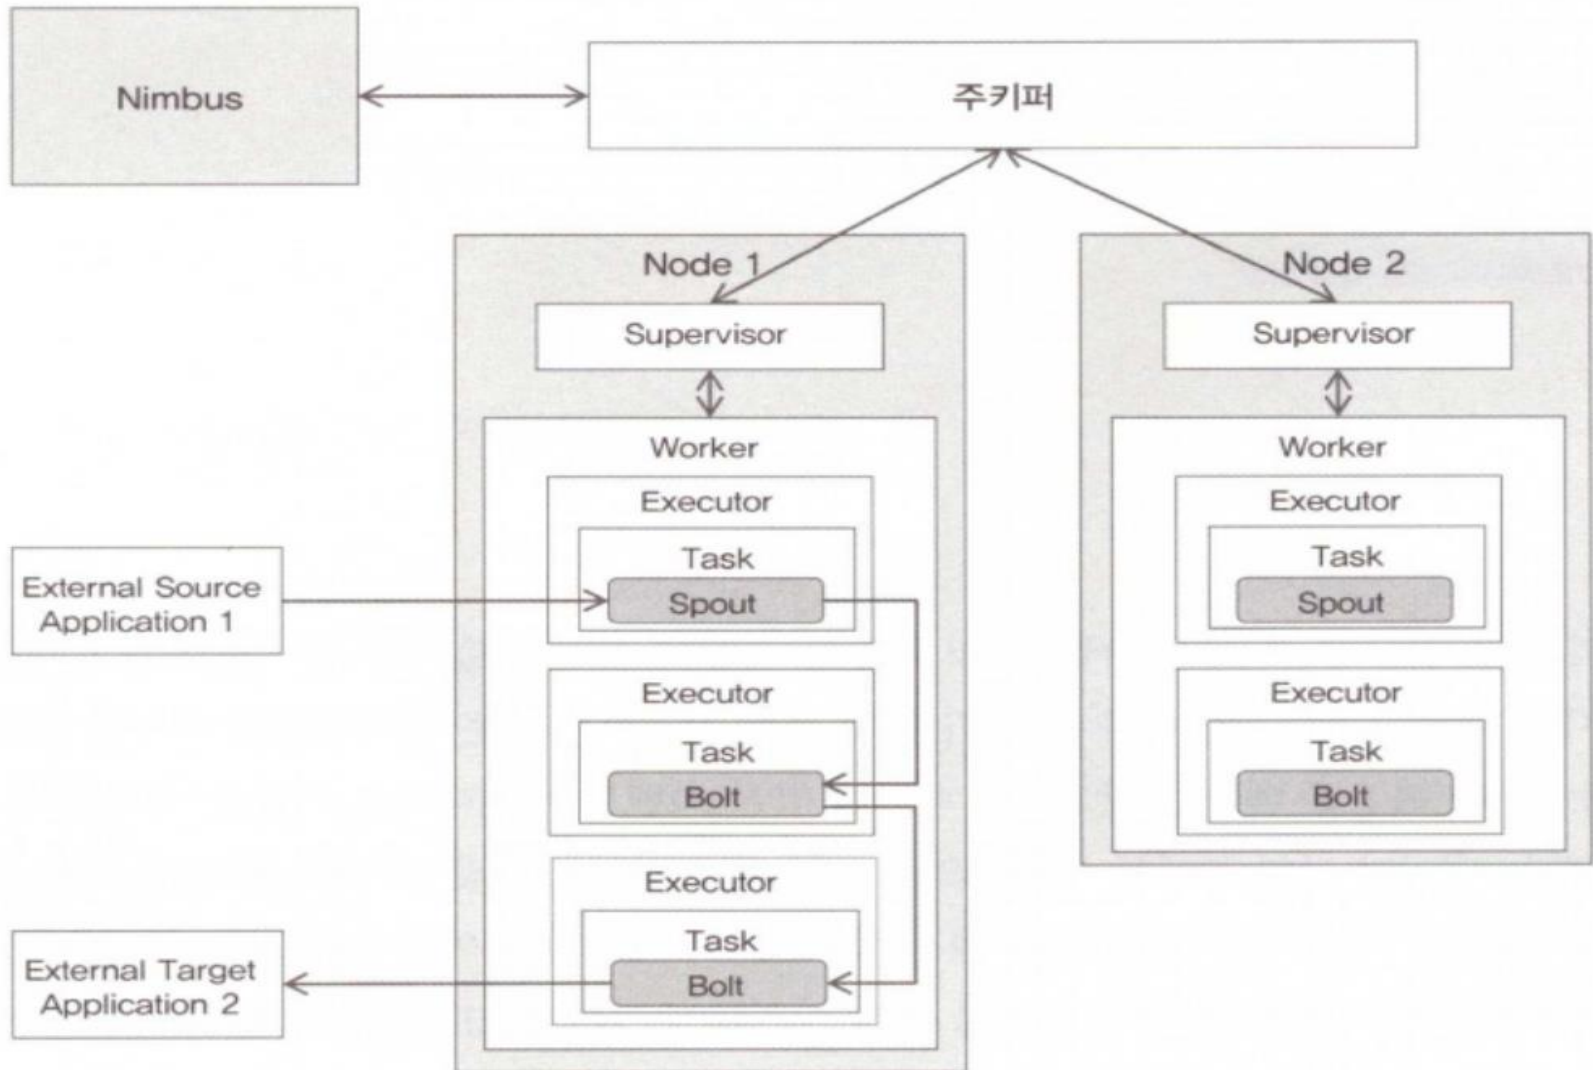 Nimbus
주키퍼
Node 1
Supervisor
Worker
Executor
Task
Spout
Executor
Task
Bolt
Executor
Task
Bolt
Node 2
Supervisor
Worker
Executor
Task
Spout
Executor
Task
Bolt
External Source
Application 1
External Target
Application 2